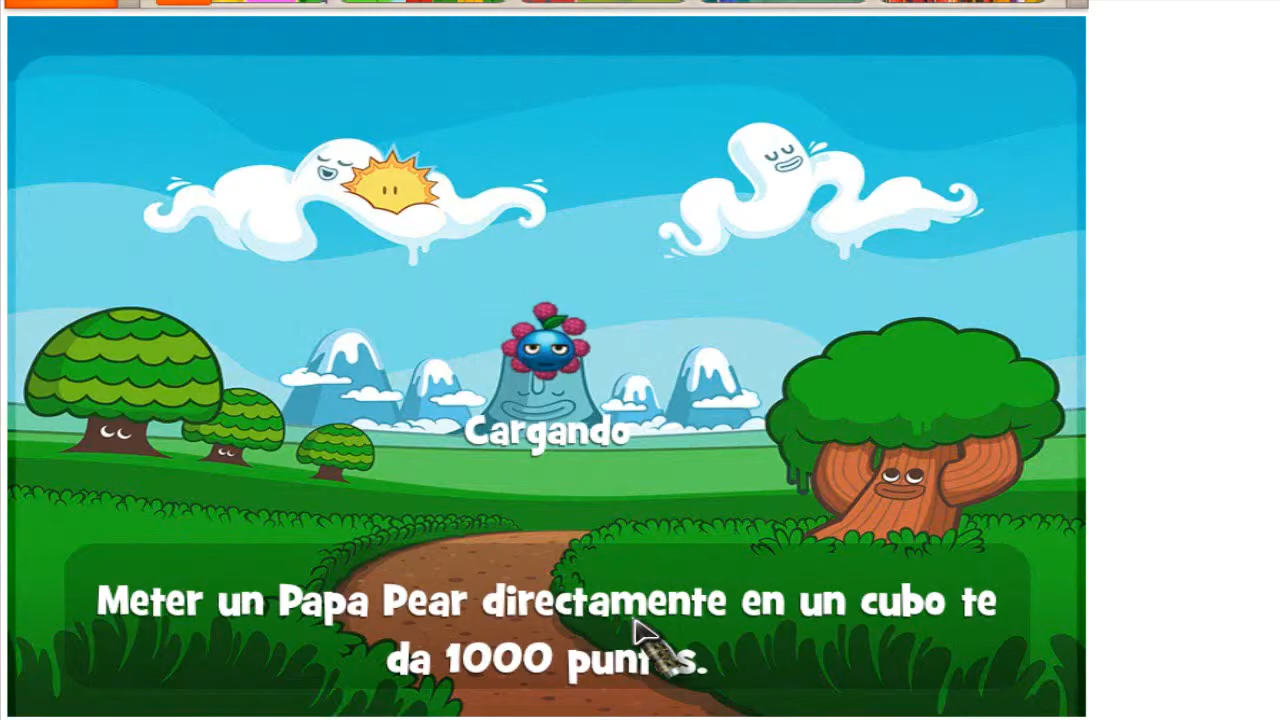 Cargando
Meter un Papa Pear directamente en un cubo te
da 1000 puntos.